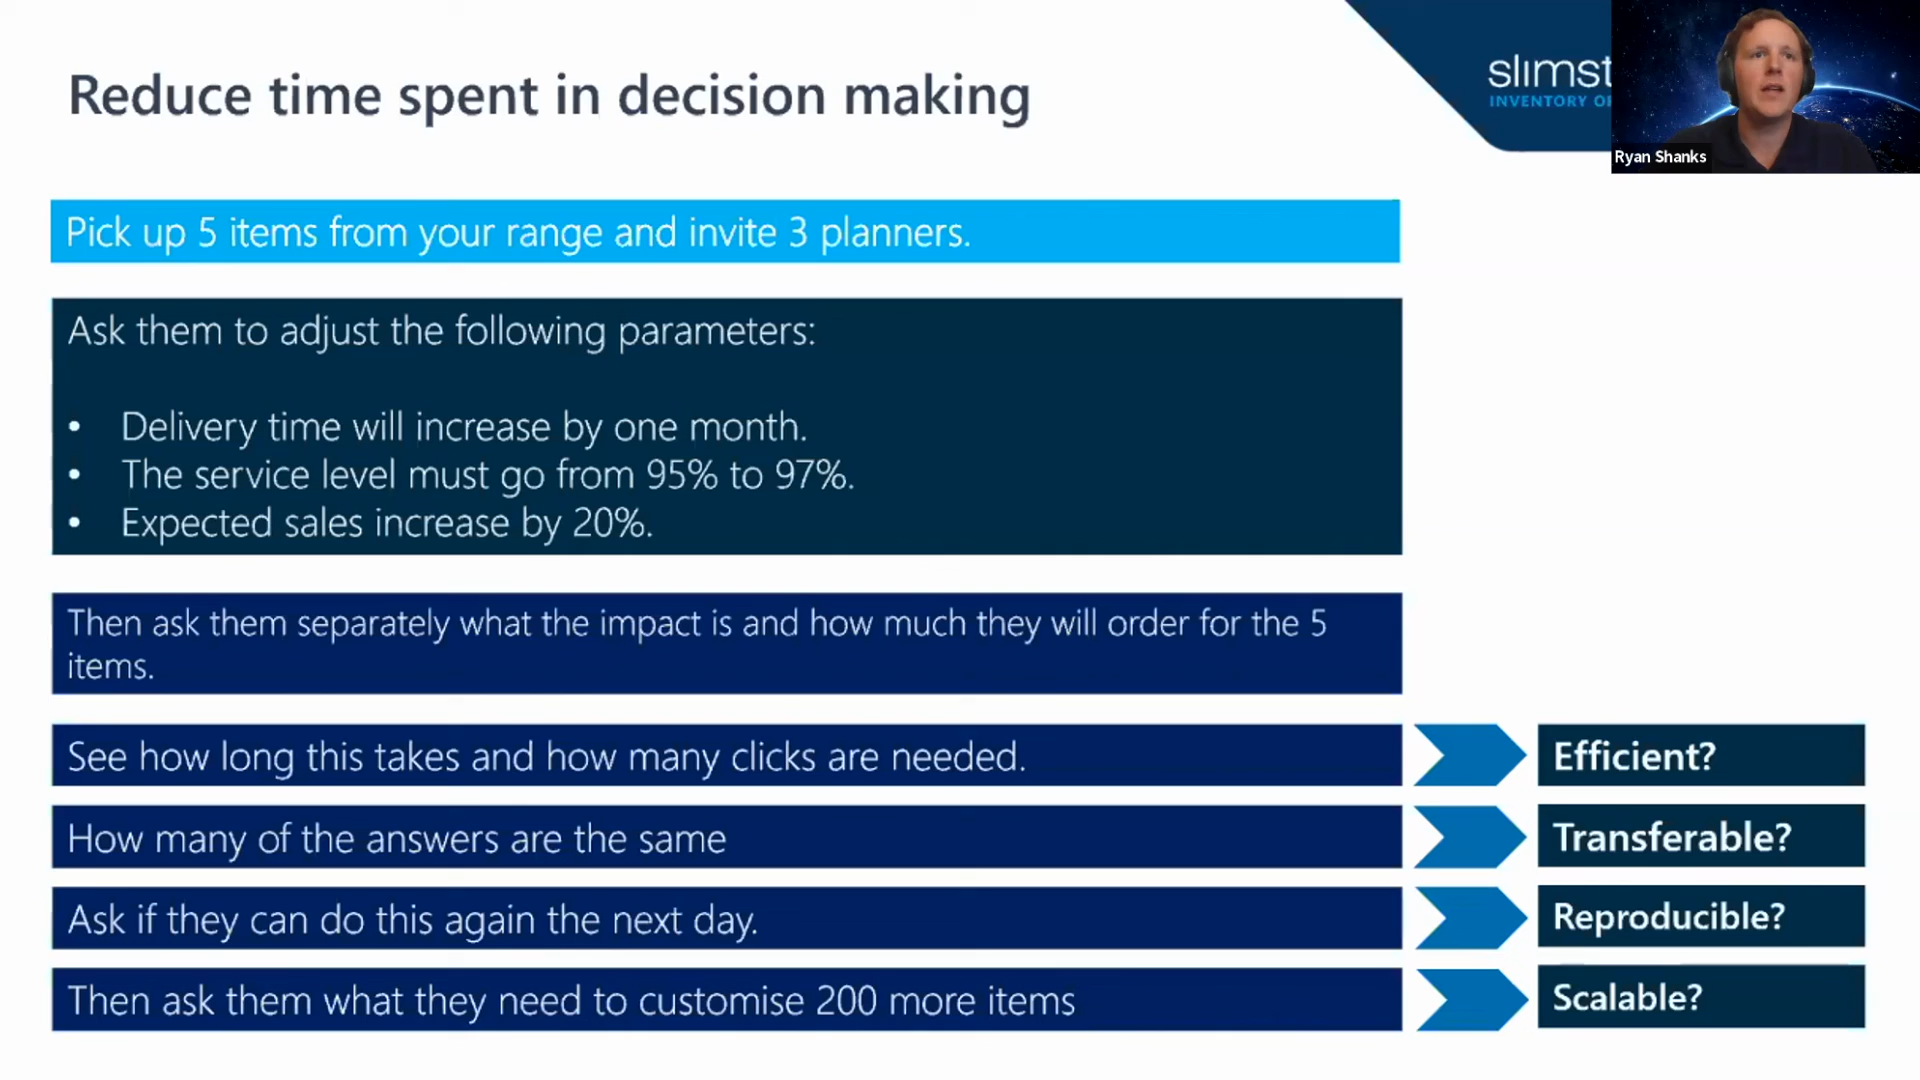 Reduce time spent in decision making
slimst
INVENTORY OP
Ryan Shanks
Pick up 5 items from your range and invite 3 planners.
Ask them to adjust the following parameters:
• Delivery time will increase by one month.
• The service level must go from 95% to 97%.
• Expected sales increase by 20%.
Then ask them separately what the impact is and how much they will order for the 5
items.
See how long this takes and how many clicks are needed.
Efficient?
How many of the answers are the same
Transferable?
Ask if they can do this again the next day.
Reproducible?
Then ask them what they need to customise 200 more items
Scalable?